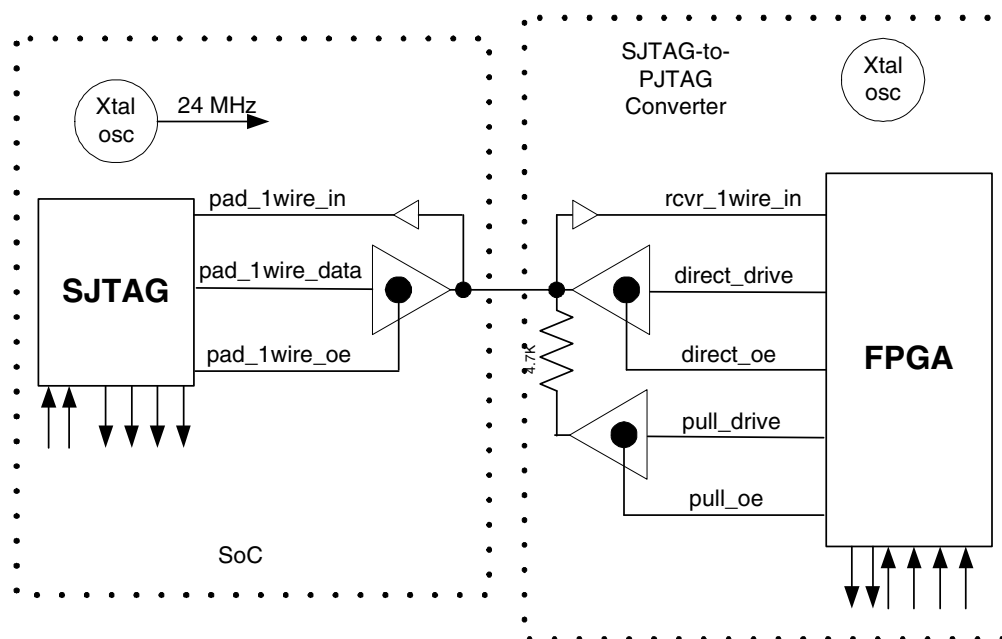 SJTAG-to-
PJTAG
Converter
Xtal
osc
24 MHz
Xtal
osc
pad_1wire_in
rcvr_1wire_in
SJTAG
pad_1wire_data
direct_drive
pad_1wire_oe
direct_oe
4.7K
FPGA
pull_drive
pull_oe
SoC